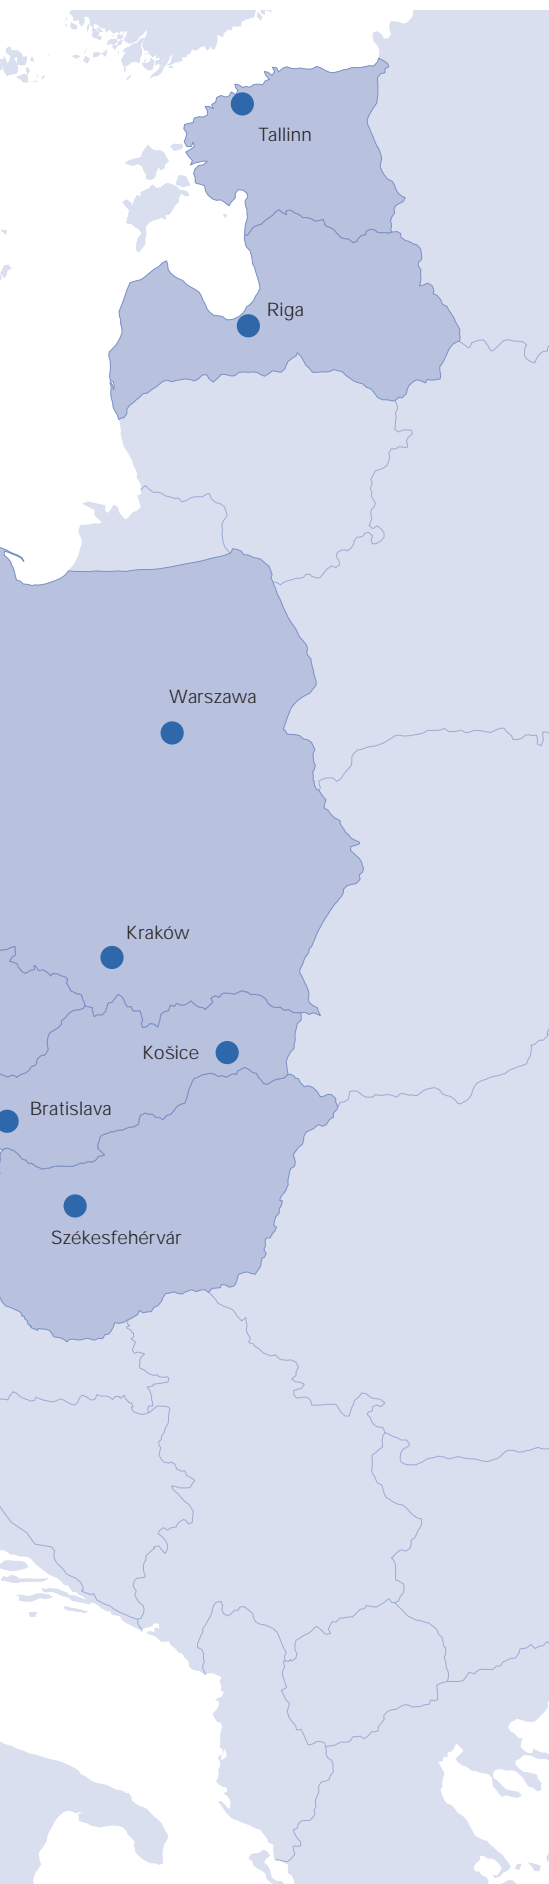 Tallinn
Riga
Warszawa
Kraków
Košice
Bratislava
Székesfehérvár